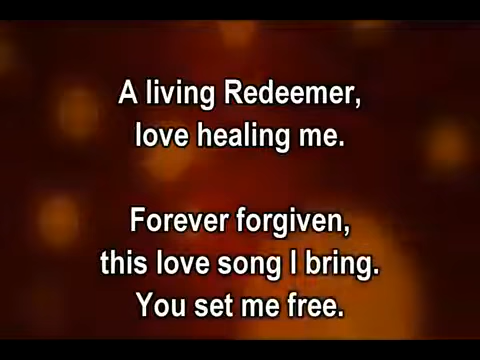 A living Redeemer,
love healing me.
Forever forgiven,
this love song I bring.
You set me free.